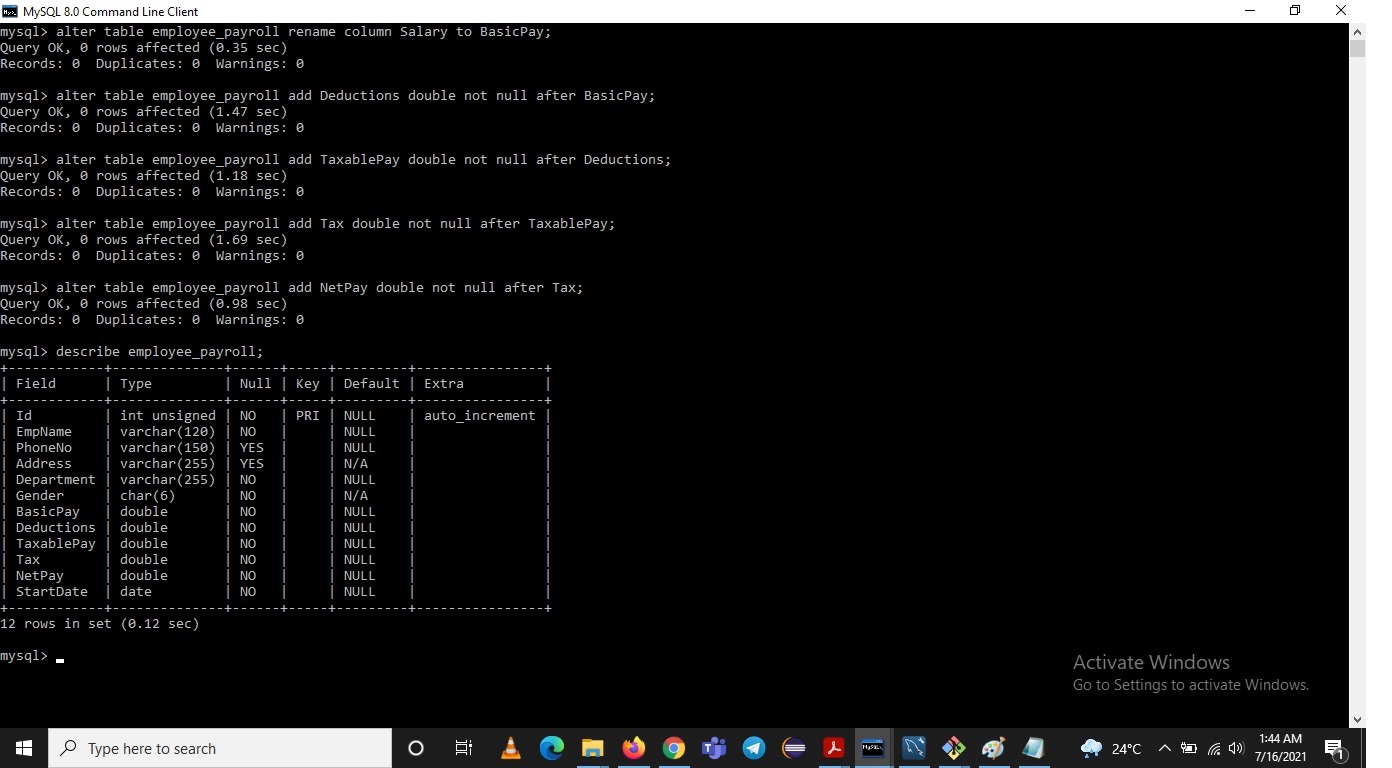 MySQL 8.0 Command Line Client
mysql> alter table employee_payroll rename column Salary to BasicPay;
Query OK, 0 rows affected (0.35 sec)
Records: 0  Duplicates: 0  Warnings: 0
mysql> alter table employee_payroll add Deductions double not null after BasicPay;
Query OK, 0 rows affected (1.47 sec)
Records: 0  Duplicates: 0  Warnings: 0
mysql> alter table employee_payroll add TaxablePay double not null after Deductions;
Query OK, 0 rows affected (1.18 sec)
Records: 0  Duplicates: 0  Warnings: 0
mysql> alter table employee_payroll add Tax double not null after TaxablePay;
Query OK, 0 rows affected (1.69 sec)
Records: 0  Duplicates: 0  Warnings: 0
mysql> alter table employee_payroll add NetPay double not null after Tax;
Query OK, 0 rows affected (0.98 sec)
Records: 0  Duplicates: 0  Warnings: 0
mysql> describe employee_payroll;
+------------+--------------+------+-----+---------+----------------+
| Field      | Type         | Null | Key | Default | Extra          |
+------------+--------------+------+-----+---------+----------------+
| Id         | int unsigned | NO   | PRI | NULL    | auto_increment |
| EmpName    | varchar(120) | NO   |     | NULL    |                |
| PhoneNo    | varchar(150) | YES  |     | NULL    |                |
| Address    | varchar(255) | YES  |     | N/A     |                |
| Department | varchar(255) | NO   |     | NULL    |                |
| Gender     | char(6)      | NO   |     | N/A     |                |
| BasicPay   | double       | NO   |     | NULL    |                |
| Deductions | double       | NO   |     | NULL    |                |
| TaxablePay | double       | NO   |     | NULL    |                |
| Tax        | double       | NO   |     | NULL    |                |
| NetPay     | double       | NO   |     | NULL    |                |
| StartDate  | date         | NO   |     | NULL    |                |
+------------+--------------+------+-----+---------+----------------+
12 rows in set (0.12 sec)
mysql>
Activate Windows
Go to Settings to activate Windows.
Type here to search
24°C
1:44 AM
7/16/2021
1